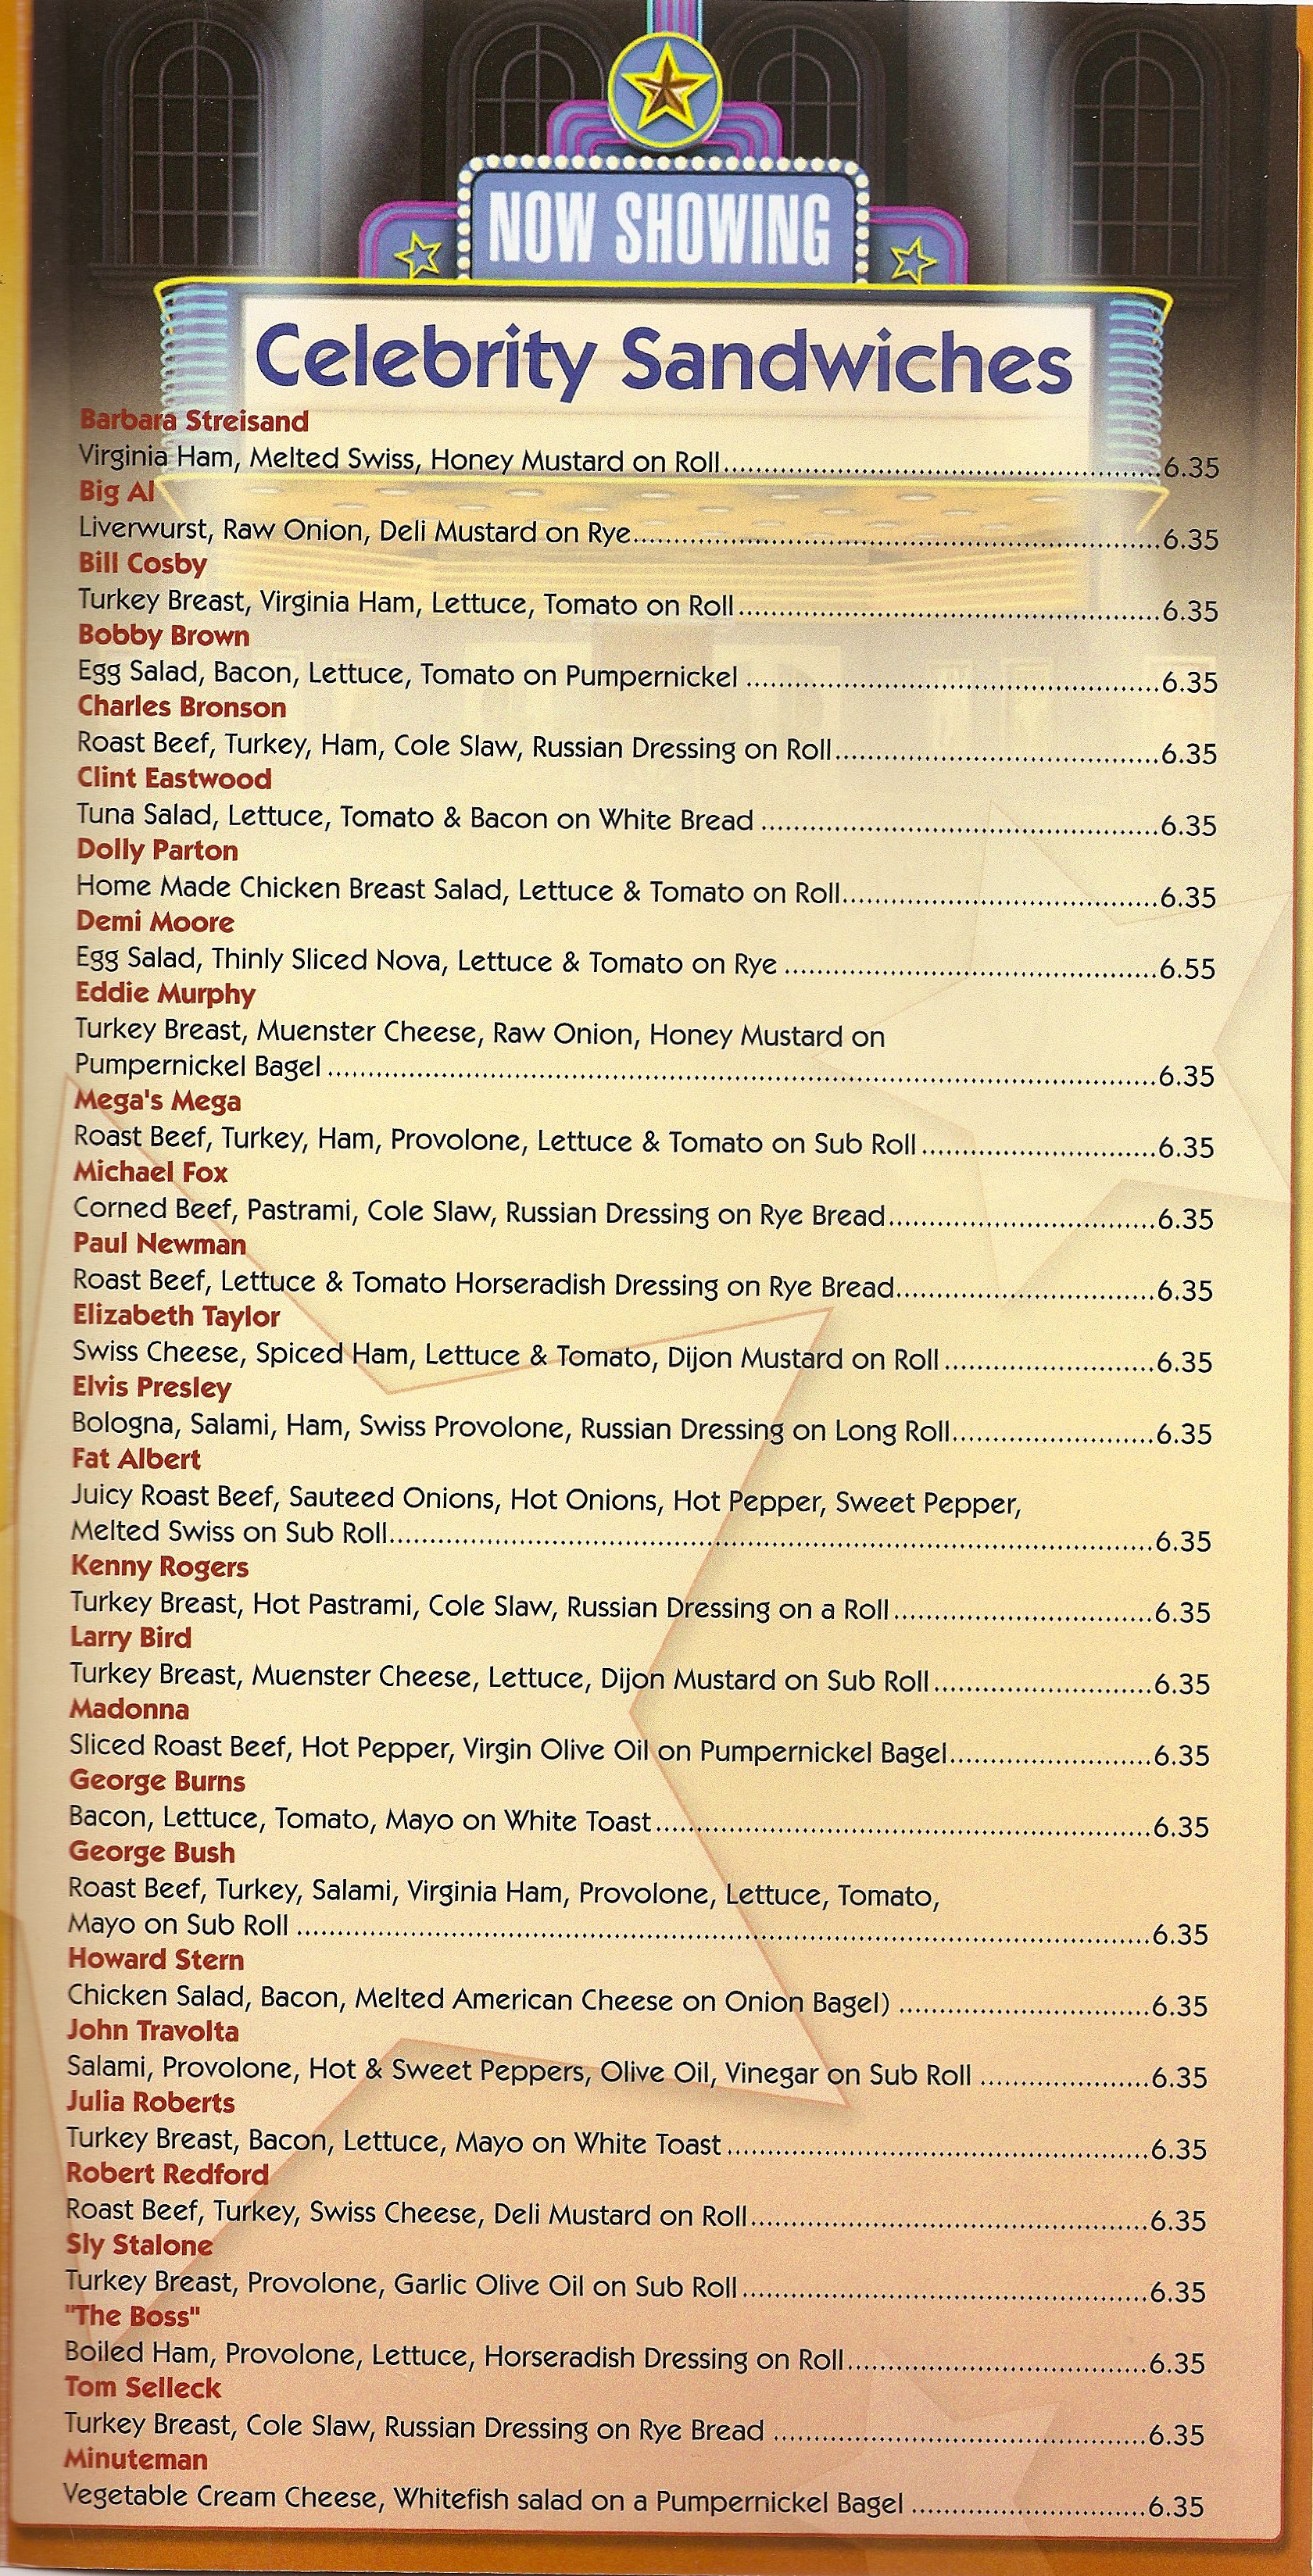 NOW SHOWING
Celebrity Sandwiches
Barbara Streisand
Virginia Ham, Melted Swiss, Honey Mustard on Roll.....6.35
Big Al
Liverwurst, Raw Onion, Deli Mustard on Rye.....6.35
Bill Cosby
Turkey Breast, Virginia Ham, Lettuce, Tomato on Roll.....6.35
Bobby Brown
Egg Salad, Bacon, Lettuce, Tomato on Pumpernickel .....6.35
Charles Bronson
Roast Beef, Turkey, Ham, Cole Slaw, Russian Dressing on Roll.....6.35
Clint Eastwood
Tuna Salad, Lettuce, Tomato & Bacon on White Bread .....6.35
Dolly Parton
Home Made Chicken Breast Salad, Lettuce & Tomato on Roll.....6.35
Demi Moore
Egg Salad, Thinly Sliced Nova, Lettuce & Tomato on Rye .....6.55
Eddie Murphy
Turkey Breast, Muenster Cheese, Raw Onion, Honey Mustard on
Pumpernickel Bagel .....6.35
Mega's Mega
Roast Beef, Turkey, Ham, Provolone, Lettuce & Tomato on Sub Roll .....6.35
Michael Fox
Corned Beef, Pastrami, Cole Slaw, Russian Dressing on Rye Bread.....6.35
Paul Newman
Roast Beef, Lettuce & Tomato Horseradish Dressing on Rye Bread.....6.35
Elizabeth Taylor
Swiss Cheese, Spiced Ham, Lettuce & Tomato, Dijon Mustard on Roll .....6.35
Elvis Presley
Bologna, Salami, Ham, Swiss Provolone, Russian Dressing on Long Roll.....6.35
Fat Albert
Juicy Roast Beef, Sauteed Onions, Hot Onions, Hot Pepper, Sweet Pepper,
Melted Swiss on Sub Roll.....6.35
Kenny Rogers
Turkey Breast, Hot Pastrami, Cole Slaw, Russian Dressing on a Roll.....6.35
Larry Bird
Turkey Breast, Muenster Cheese, Lettuce, Dijon Mustard on Sub Roll.....6.35
Madonna
Sliced Roast Beef, Hot Pepper, Virgin Olive Oil on Pumpernickel Bagel.....6.35
George Burns
Bacon, Lettuce, Tomato, Mayo on White Toast.....6.35
George Bush
Roast Beef, Turkey, Salami, Virginia Ham, Provolone, Lettuce, Tomato,
Mayo on Sub Roll .....6.35
Howard Stern
Chicken Salad, Bacon, Melted American Cheese on Onion Bagel) .....6.35
John Travolta
Salami, Provolone, Hot & Sweet Peppers, Olive Oil, Vinegar on Sub Roll .....6.35
Julia Roberts
Turkey Breast, Bacon, Lettuce, Mayo on White Toast .....6.35
Robert Redford
Roast Beef, Turkey, Swiss Cheese, Deli Mustard on Roll.....6.35
Sly Stalone
Turkey Breast, Provolone, Garlic Olive Oil on Sub Roll.....6.35
"The Boss"
Boiled Ham, Provolone, Lettuce, Horseradish Dressing on Roll.....6.35
Tom Selleck
Turkey Breast, Cole Slaw, Russian Dressing on Rye Bread .....6.35
Minuteman
Vegetable Cream Cheese, Whitefish salad on a Pumpernickel Bagel .....6.35